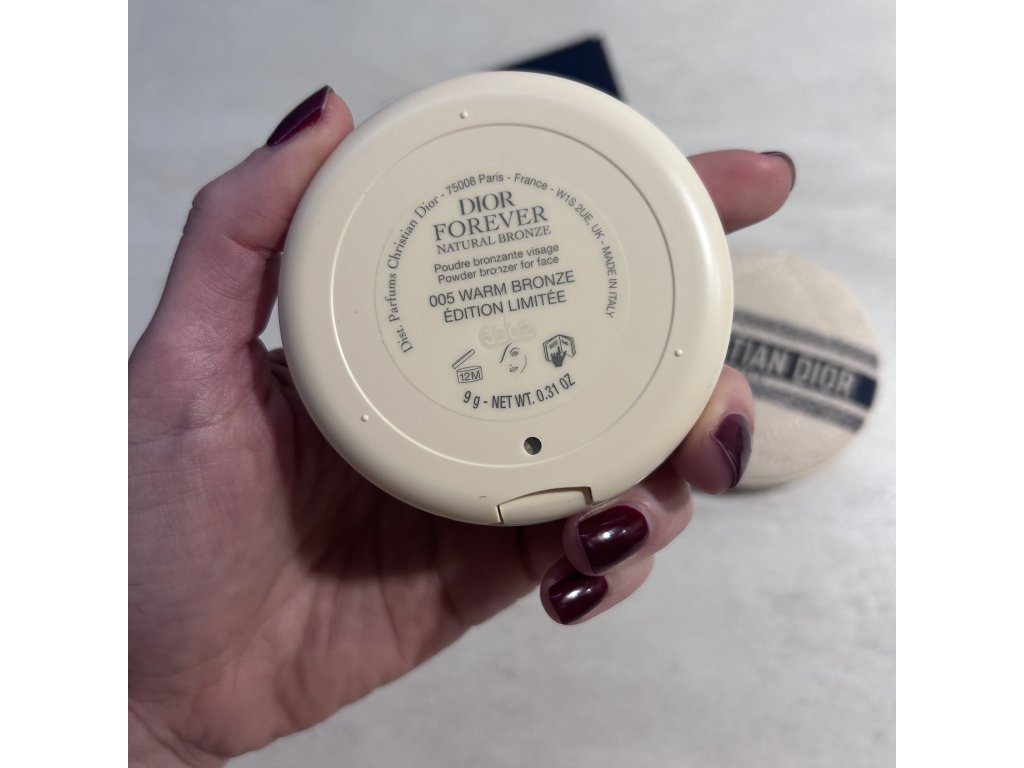 Dist. Parfums Christian Dior - 75008 Paris - France - W1S 2UE, UK - MADE IN ITALY
DIOR
FOREVER
NATURAL BRONZE
Poudre bronzante visage
Powder bronzer for face
005 WARM BRONZE
ÉDITION LIMITÉE
12M
9 g - NET WT. 0.31 OZ
TIAN DIOR